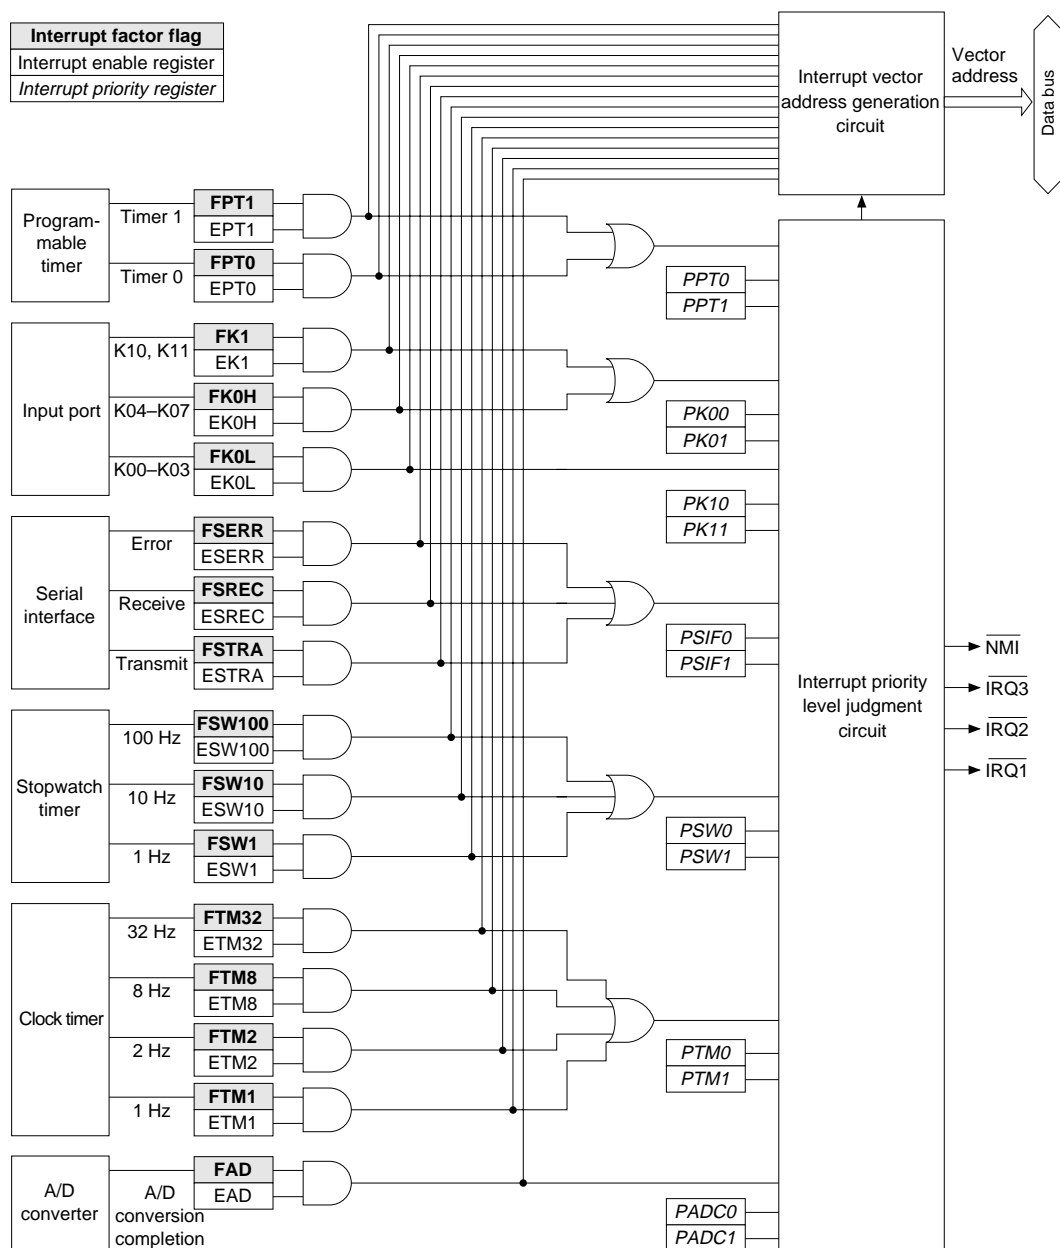 Interrupt factor flag
Interrupt enable register
Interrupt priority register
Interrupt vector
address generation
circuit
Vector
address
Data bus
Program-
mable
timer
Timer 1
FPT1
EPT1
Timer 0
FPT0
EPT0
PPT0
PPT1
Input port
K10, K11
FK1
EK1
K04–K07
FK0H
EK0H
K00–K03
FK0L
EK0L
PK00
PK01
PK10
PK11
Serial
interface
Error
FSERR
ESERR
Receive
FSREC
ESREC
Transmit
FSTRA
ESTRA
PSIF0
PSIF1
Interrupt priority
level judgment
circuit
NMI
IRQ3
IRQ2
IRQ1
Stopwatch
timer
100 Hz
FSW100
ESW100
10 Hz
FSW10
ESW10
1 Hz
FSW1
ESW1
PSW0
PSW1
Clock timer
32 Hz
FTM32
ETM32
8 Hz
FTM8
ETM8
2 Hz
FTM2
ETM2
1 Hz
FTM1
ETM1
PTM0
PTM1
A/D
converter
A/D
conversion
completion
FAD
EAD
PADC0
PADC1